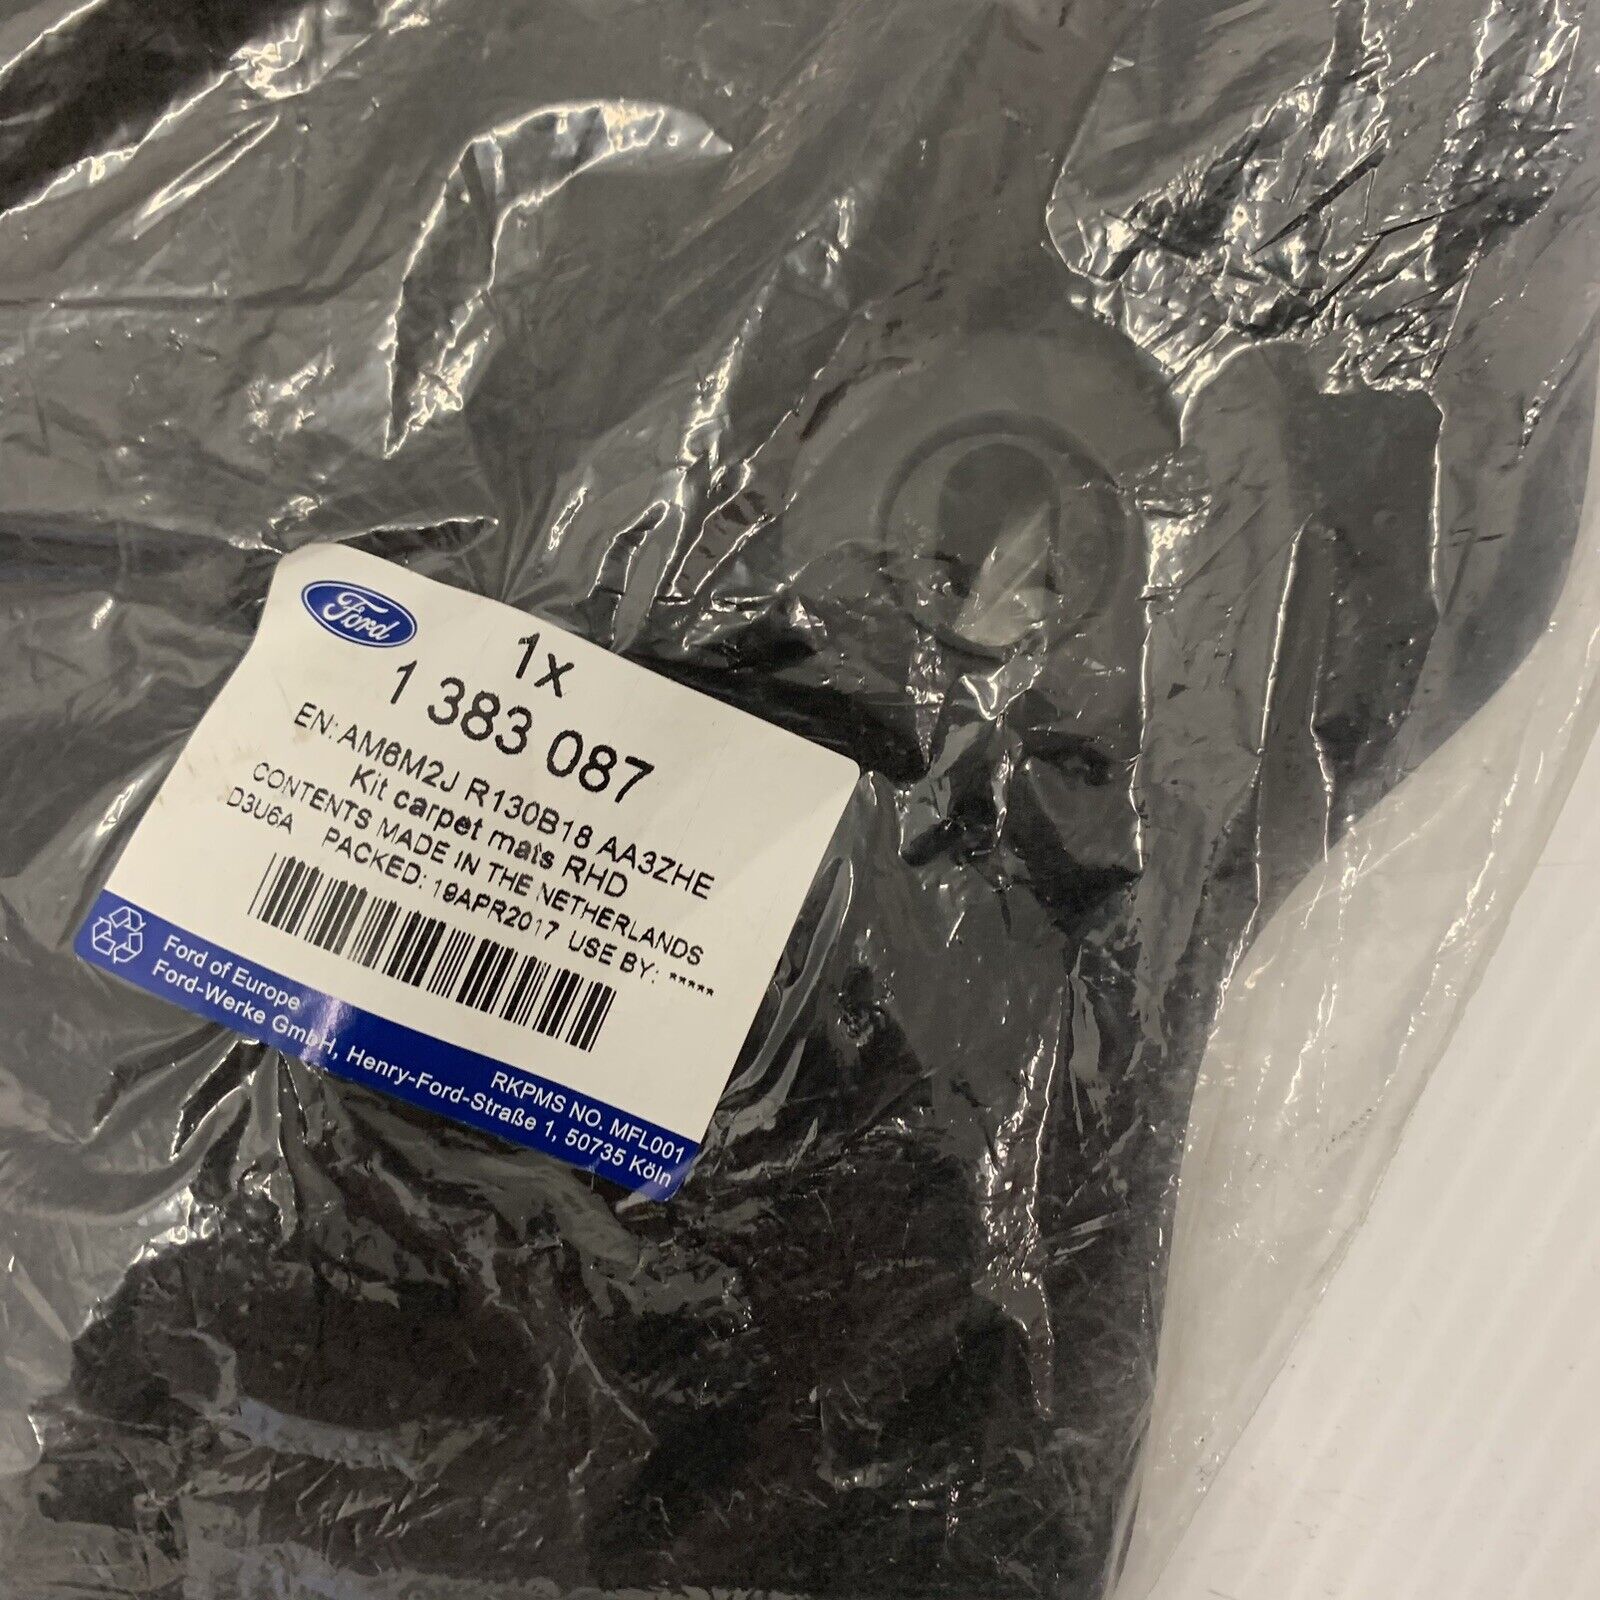 Ford
1x
1 383 087
EN: AM6M2J R130B18 AA3ZHE
Kit carpet mats RHD
CONTENTS MADE IN THE NETHERLANDS
D3U6A PACKED: 19APR2017 USE BY: *****
Ford of Europe
RKPMS NO. MFL001
Ford-Werke GmbH, Henry-Ford-Straße 1, 50735 Köln